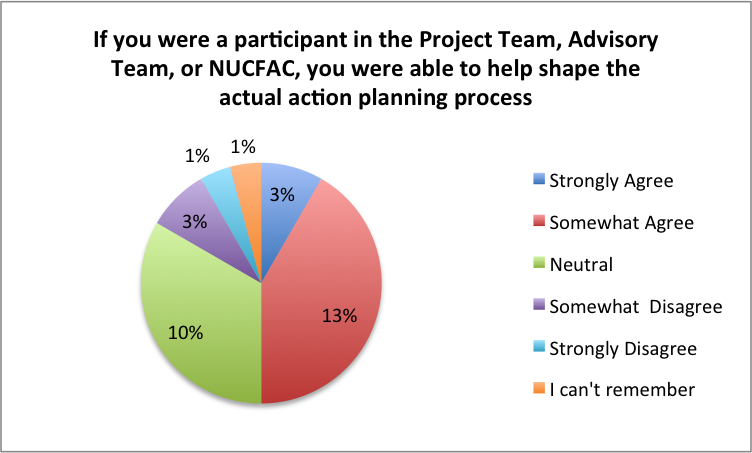 If you were a participant in the Project Team, Advisory
Team, or NUCFAC, you were able to help shape the
actual action planning process
1%
1%
3%
3%
13%
10%
Strongly Agree
Somewhat Agree
Neutral
Somewhat  Disagree
Strongly Disagree
I can't remember